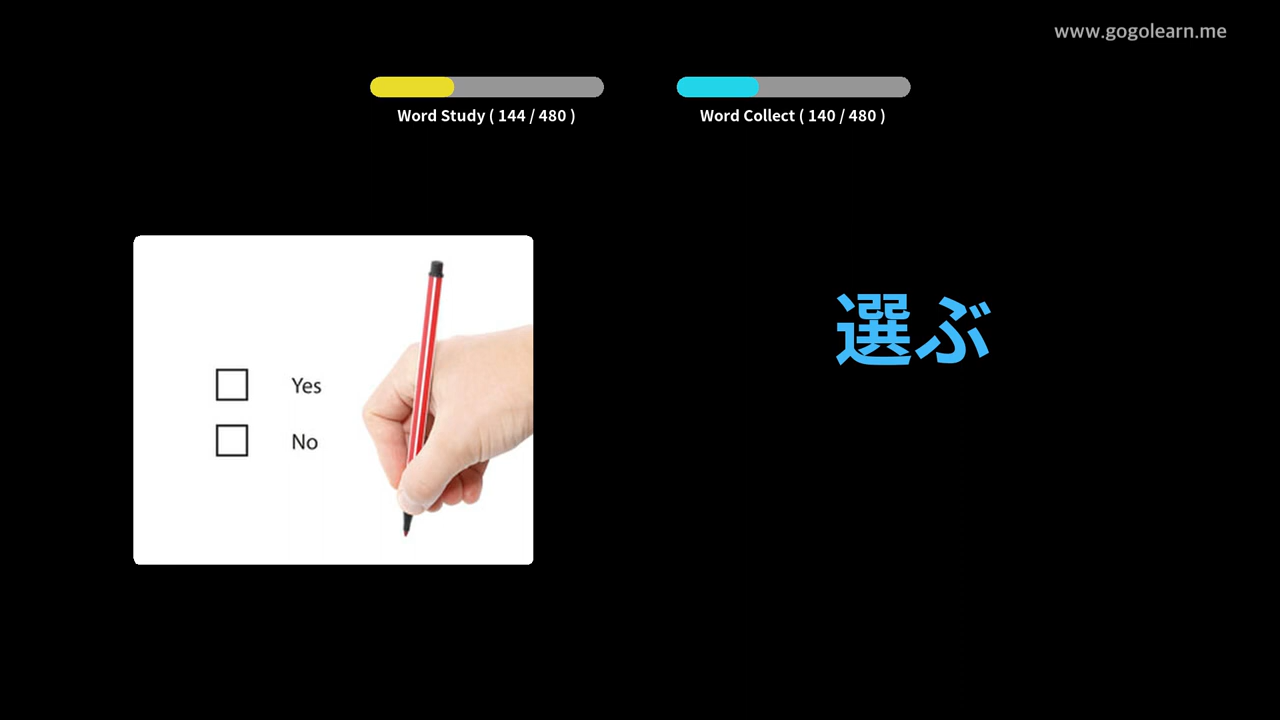 www.gogolearn.me
Word Study ( 144 / 480 )
Word Collect ( 140 / 480 )
Yes
No
選ぶ